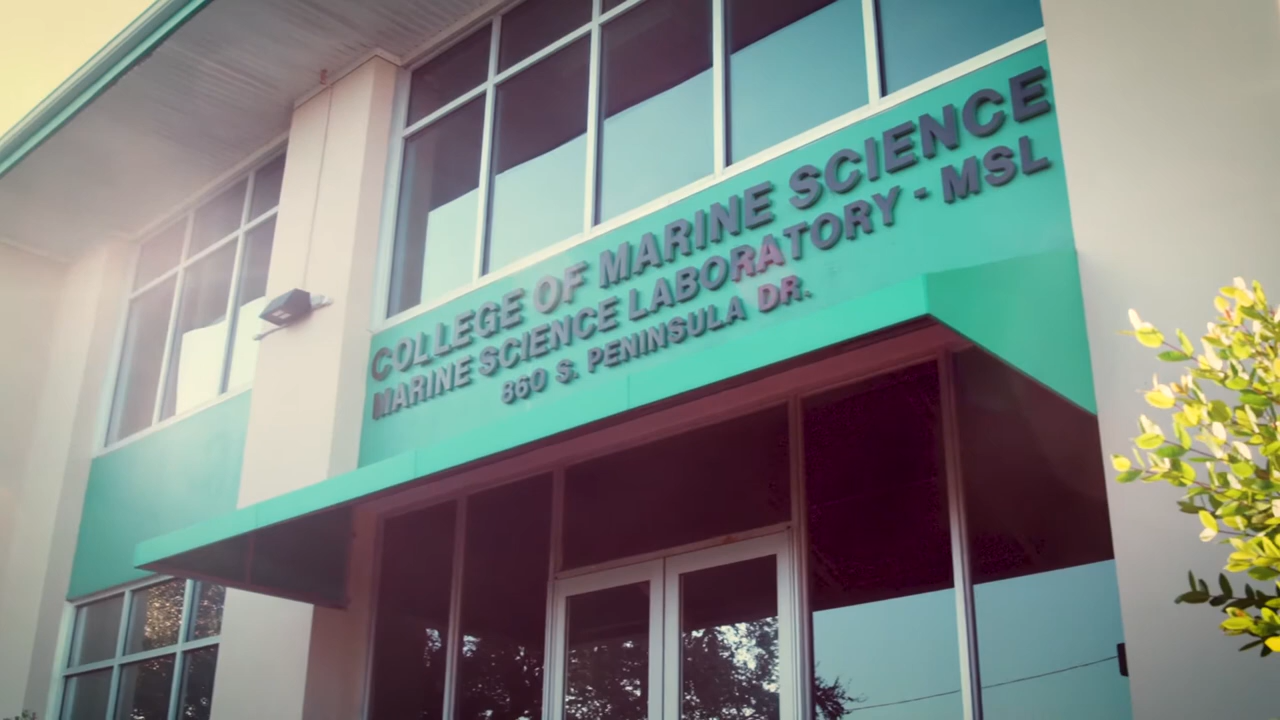 COLLEGE OF MARINE SCIENCE
MARINE SCIENCE LABORATORY - MSL
860 S. PENINSULA DR.